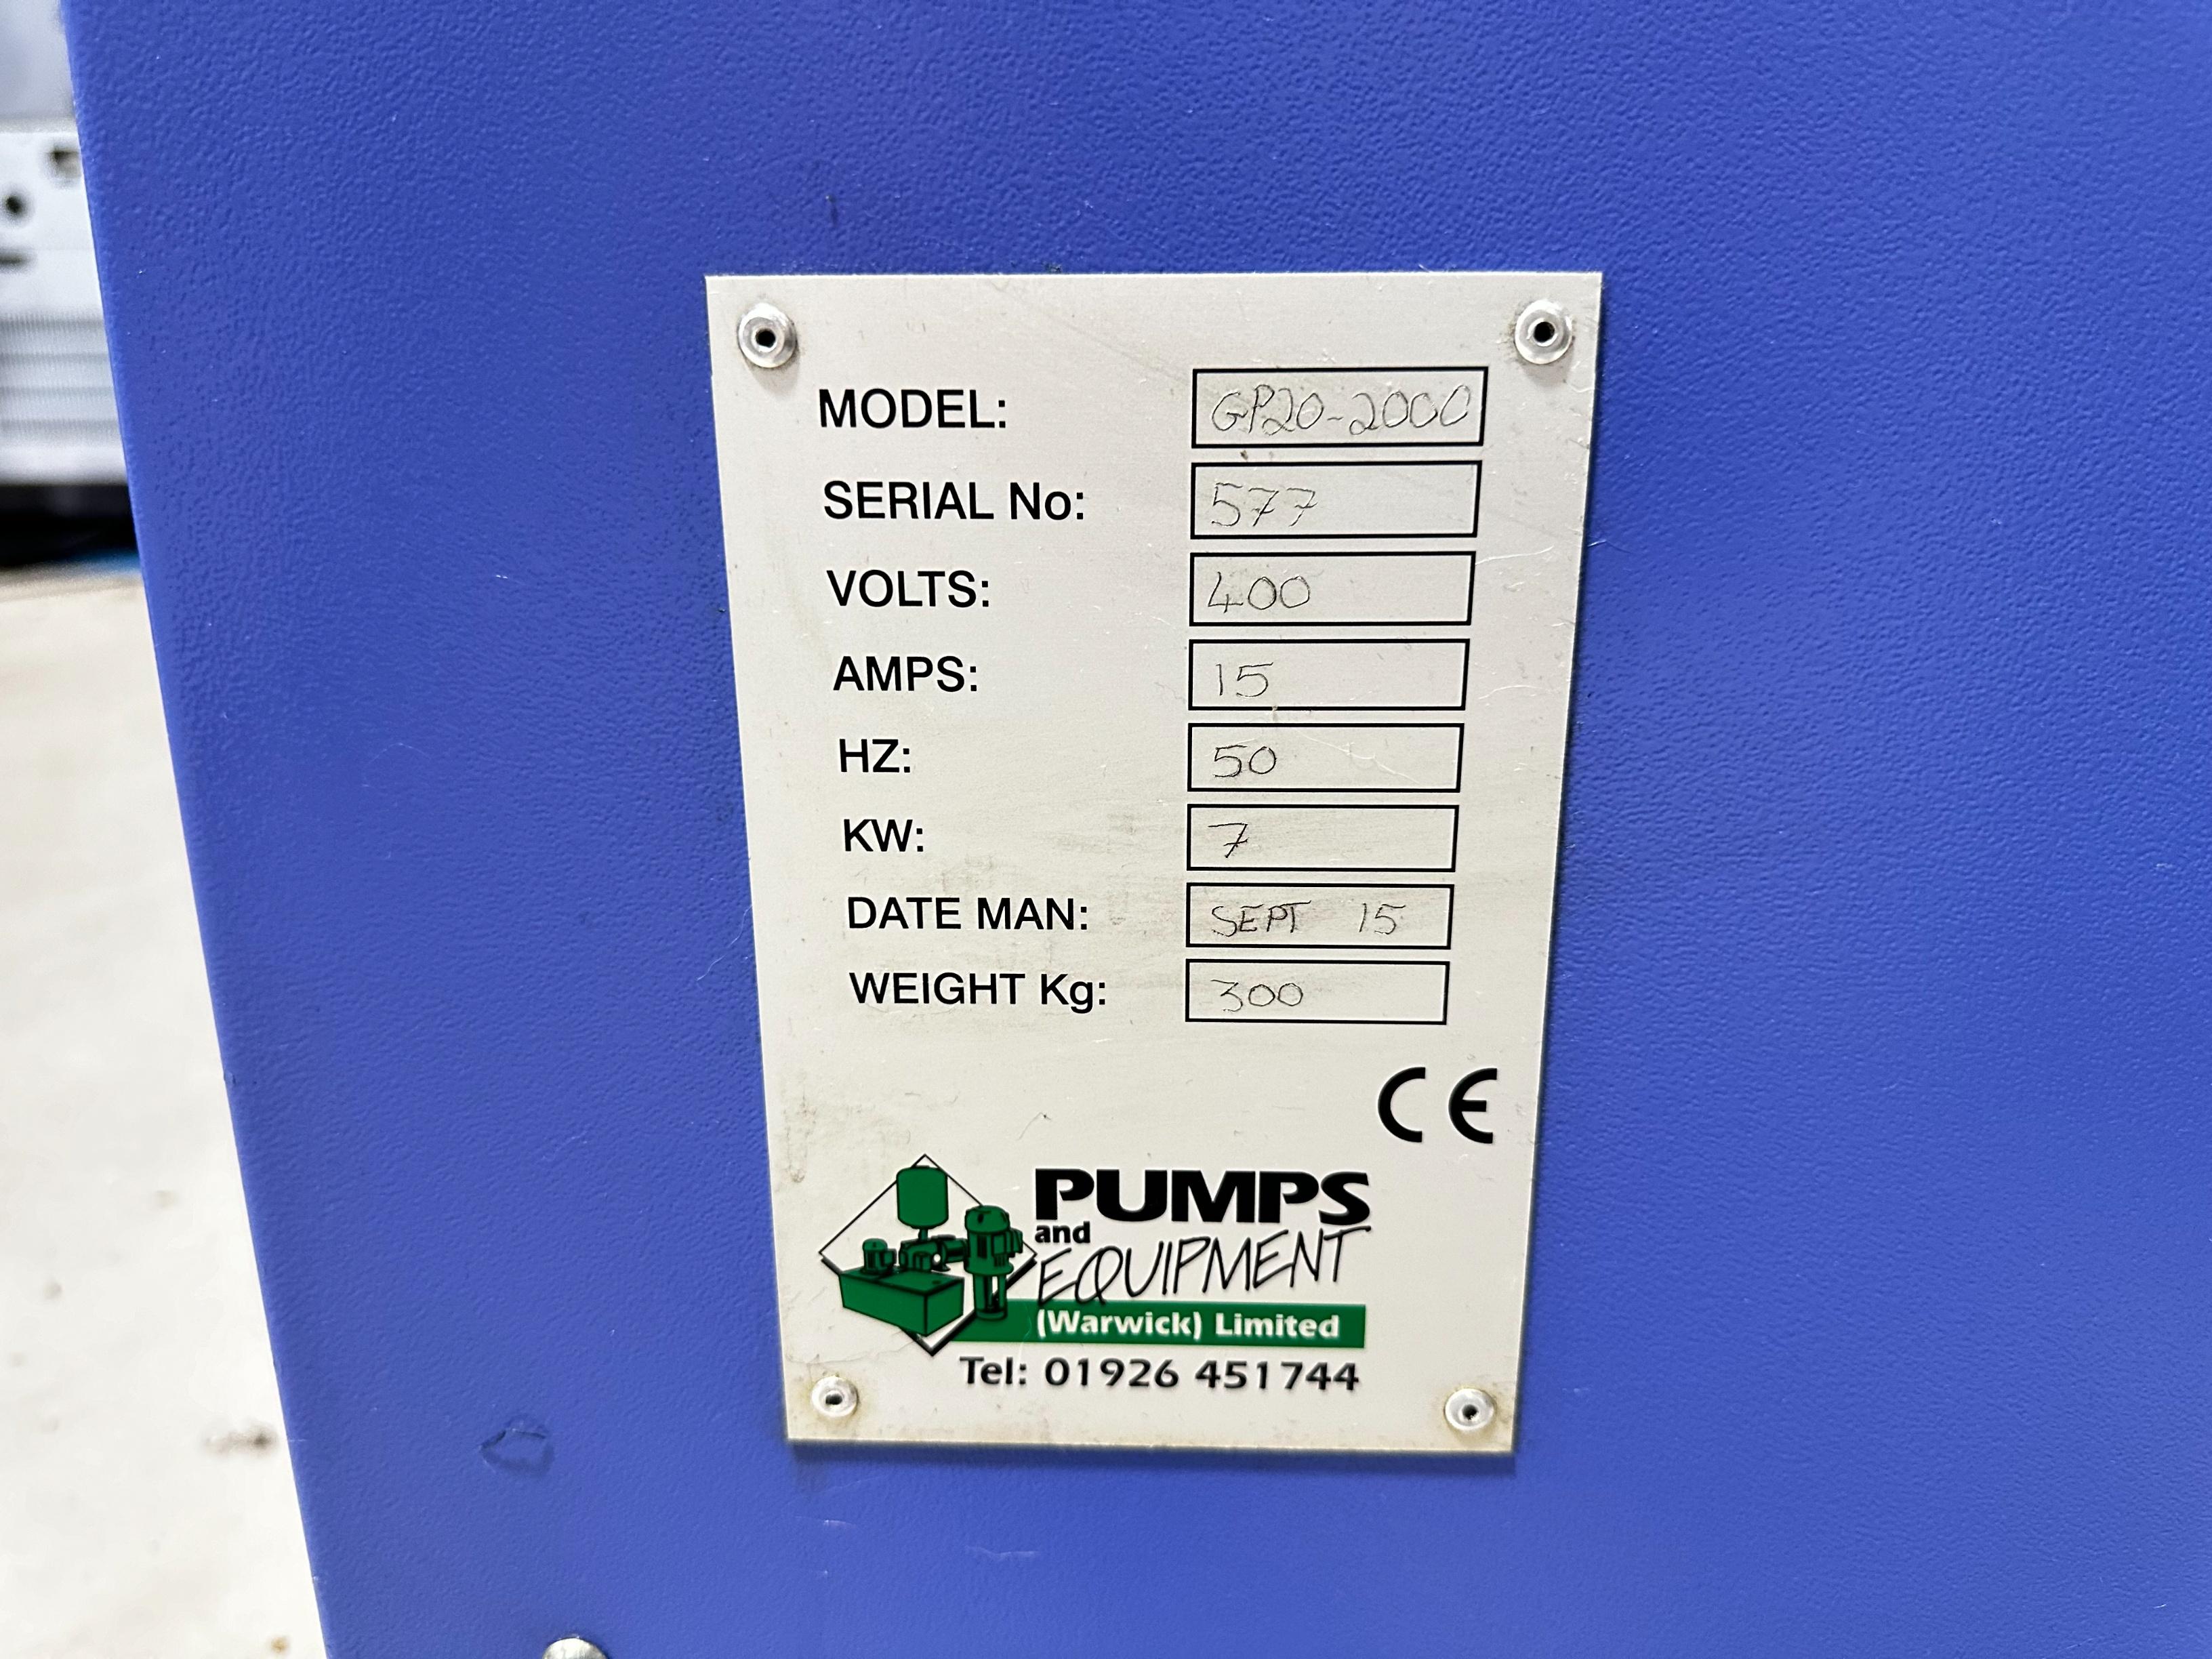 MODEL: GP20-2000
SERIAL No: 577
VOLTS: 400
AMPS: 15
HZ: 50
KW: 7
DATE MAN: SEPT 15
WEIGHT Kg: 300
CE
PUMPS
and
EQUIPMENT
(Warwick) Limited
Tel: 01926 451744